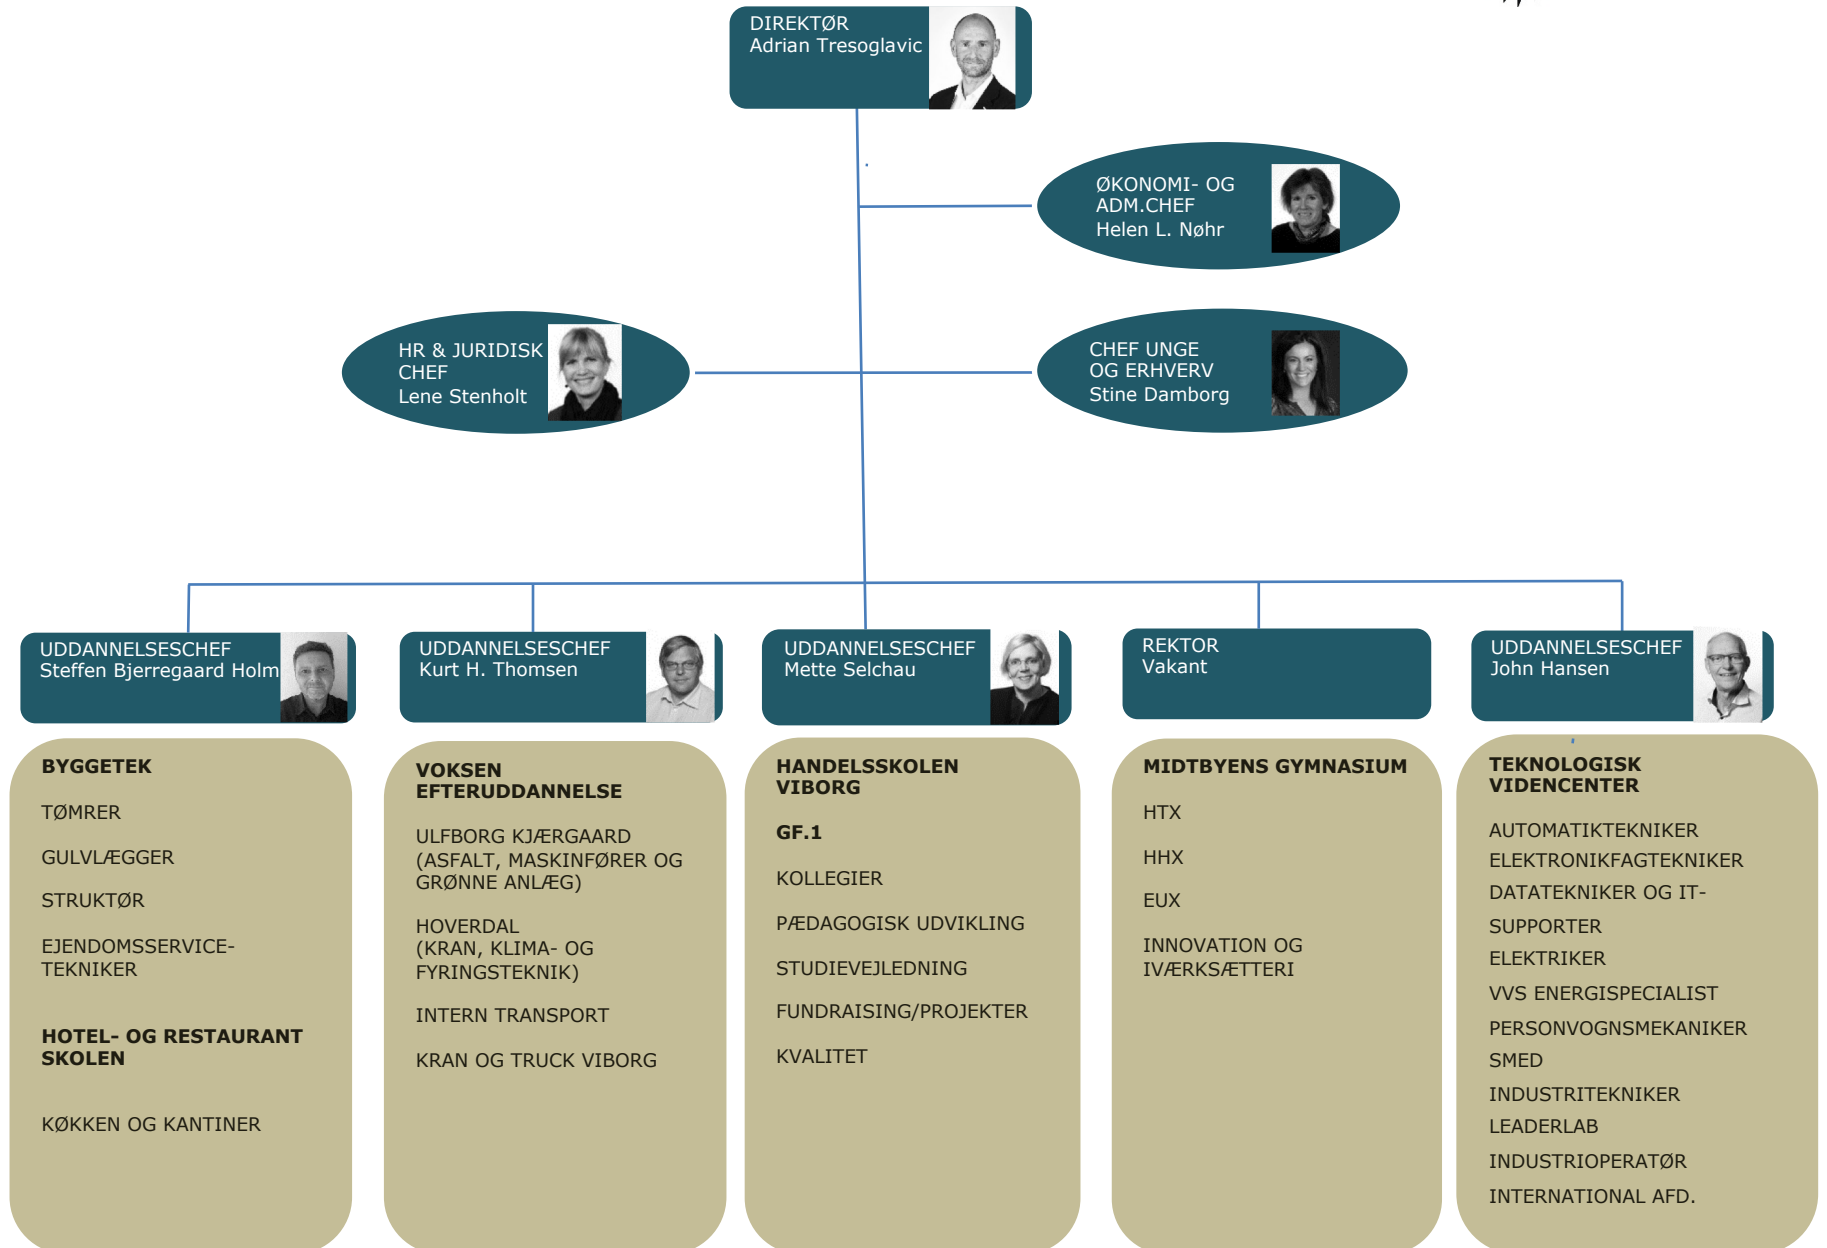 DIREKTØR
Adrian Tresoglavic
ØKONOMI- OG
ADM.CHEF
Helen L. Nøhr
HR & JURIDISK
CHEF
Lene Stenholt
CHEF UNGE
OG ERHVERV
Stine Damborg
UDDANNELSESCHEF
Steffen Bjerregaard Holm
UDDANNELSESCHEF
Kurt H. Thomsen
UDDANNELSESCHEF
Mette Selchau
REKTOR
Vakant
UDDANNELSESCHEF
John Hansen
BYGGETEK
TØMRER
GULVLÆGGER
STRUKTØR
EJENDOMSSERVICE-
TEKNIKER
HOTEL- OG RESTAURANT
SKOLEN
KØKKEN OG KANTINER
VOKSEN
EFTERUDDANNELSE
ULFBORG KJÆRGAARD
(ASFALT, MASKINFØRER OG
GRØNNE ANLÆG)
HOVERDAL
(KRAN, KLIMA- OG
FYRINGSTEKNIK)
INTERN TRANSPORT
KRAN OG TRUCK VIBORG
HANDELSSKOLEN
VIBORG
GF.1
KOLLEGIER
PÆDAGOGISK UDVIKLING
STUDIEVEJLEDNING
FUNDRAISING/PROJEKTER
KVALITET
MIDTBYENS GYMNASIUM
HTX
HHX
EUX
INNOVATION OG
IVÆRKSÆTTERI
TEKNOLOGISK
VIDENCENTER
AUTOMATIKTEKNIKER
ELEKTRONIKFAGTEKNIKER
DATATEKNIKER OG IT-
SUPPORTER
ELEKTRIKER
VVS ENERGISPECIALIST
PERSONVOGNSMEKANIKER
SMED
INDUSTRITEKNIKER
LEADERLAB
INDUSTRIOPERATØR
INTERNATIONAL AFD.